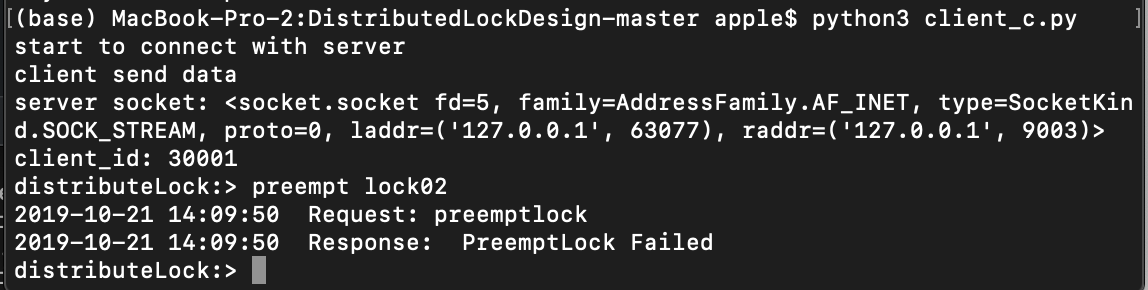 [(base) MacBook-Pro-2:DistributedLockDesign-master apple$ python3 client_c.py ]
start to connect with server
client send data
server socket: <socket.socket fd=5, family=AddressFamily.AF_INET, type=SocketKin
d.SOCK_STREAM, proto=0, laddr=('127.0.0.1', 63077), raddr=('127.0.0.1', 9003)>
client_id: 30001
distributeLock:> preempt lock02
2019-10-21 14:09:50  Request: preemptlock
2019-10-21 14:09:50  Response:  PreemptLock Failed
distributeLock:>